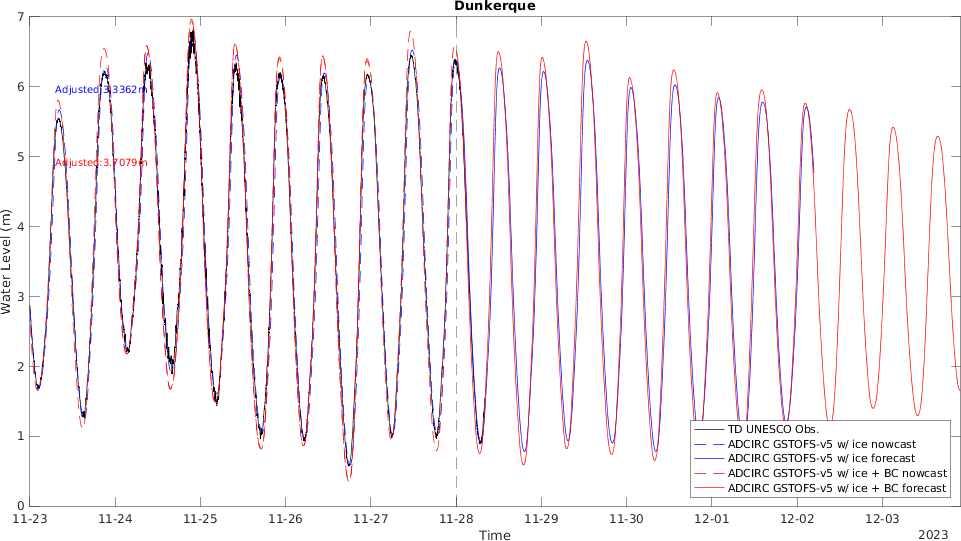 Dunkerque
7
6
5
4
3
2
1
0
Water Level (m)
Adjusted:3.3362m
Adjusted:3.7079m
TD UNESCO Obs.
ADCIRC GSTOFS-v5 w/ ice nowcast
ADCIRC GSTOFS-v5 w/ ice forecast
ADCIRC GSTOFS-v5 w/ ice + BC nowcast
ADCIRC GSTOFS-v5 w/ ice + BC forecast
11-23 11-24 11-25 11-26 11-27 11-28 11-29 11-30 12-01 12-02 12-03
Time
2023